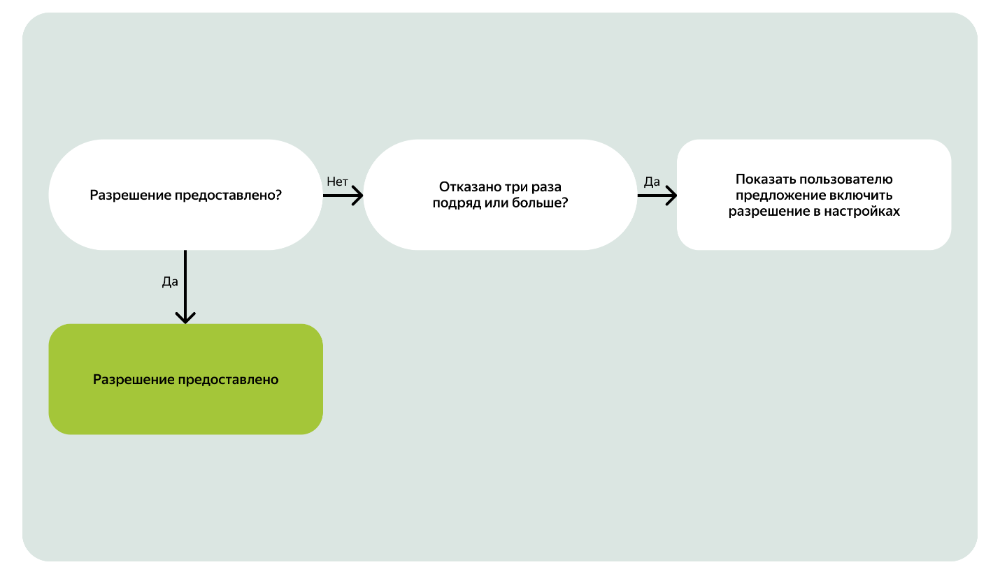 Разрешение предоставлено?
Нет
Отказано три раза
подряд или больше?
Да
Показать пользователю
предложение включить
разрешение в настройках
Да
Разрешение предоставлено